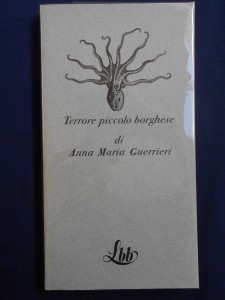 Terrore piccolo borghese
di
Anna Maria Guerrieri
Lbb